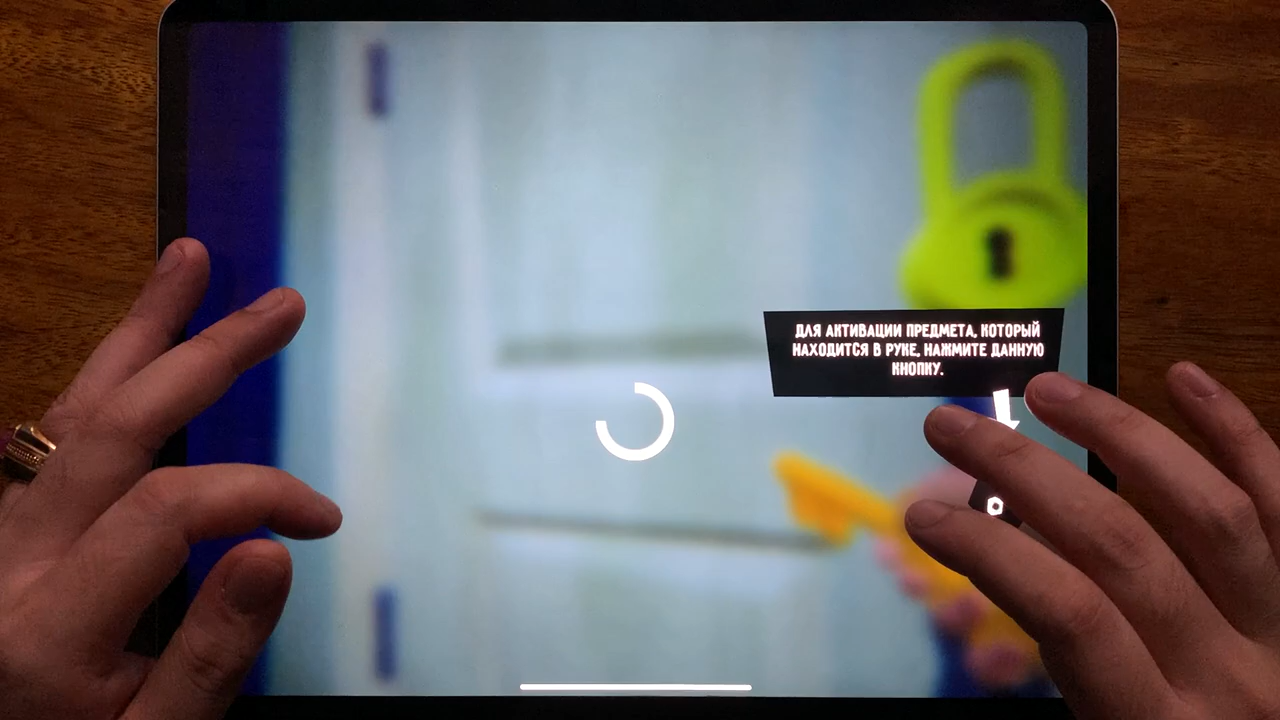 ДЛЯ АКТИВАЦИИ ПРЕДМЕТА, КОТОРЫЙ
НАХОДИТСЯ В РУКЕ, НАЖМИТЕ ДАННУЮ
КНОПКУ.